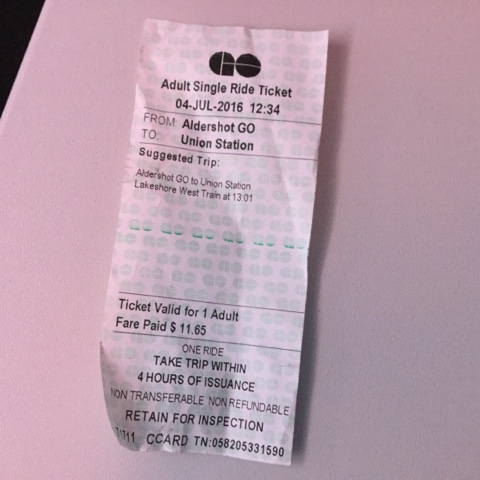 GO
Adult Single Ride Ticket
04-JUL-2016 12:34
FROM: Aldershot GO
TO: Union Station
Suggested Trip:
Aldershot GO to Union Station
Lakeshore West Train at 13:01
Ticket Valid for 1 Adult
Fare Paid $ 11.65
ONE RIDE
TAKE TRIP WITHIN
4 HOURS OF ISSUANCE
NON TRANSFERABLE NON REFUNDABLE
RETAIN FOR INSPECTION
CCARD TN:058205331590